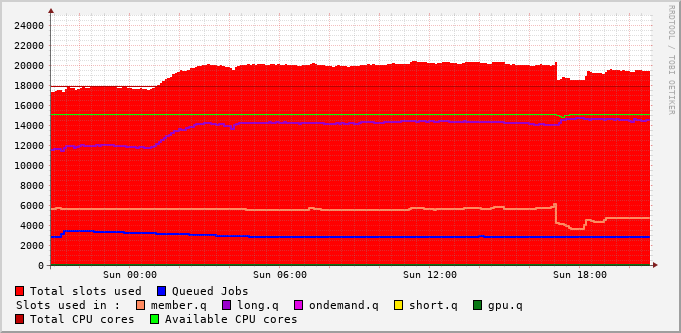 RRDTOOL / TOBI OETIKER
24000
22000
20000
18000
16000
14000
12000
10000
8000
6000
4000
2000
0
Sun 00:00 Sun 06:00 Sun 12:00 Sun 18:00
Total slots used Queued Jobs
Slots used in : member.q long.q ondemand.q short.q gpu.q
Total CPU cores Available CPU cores